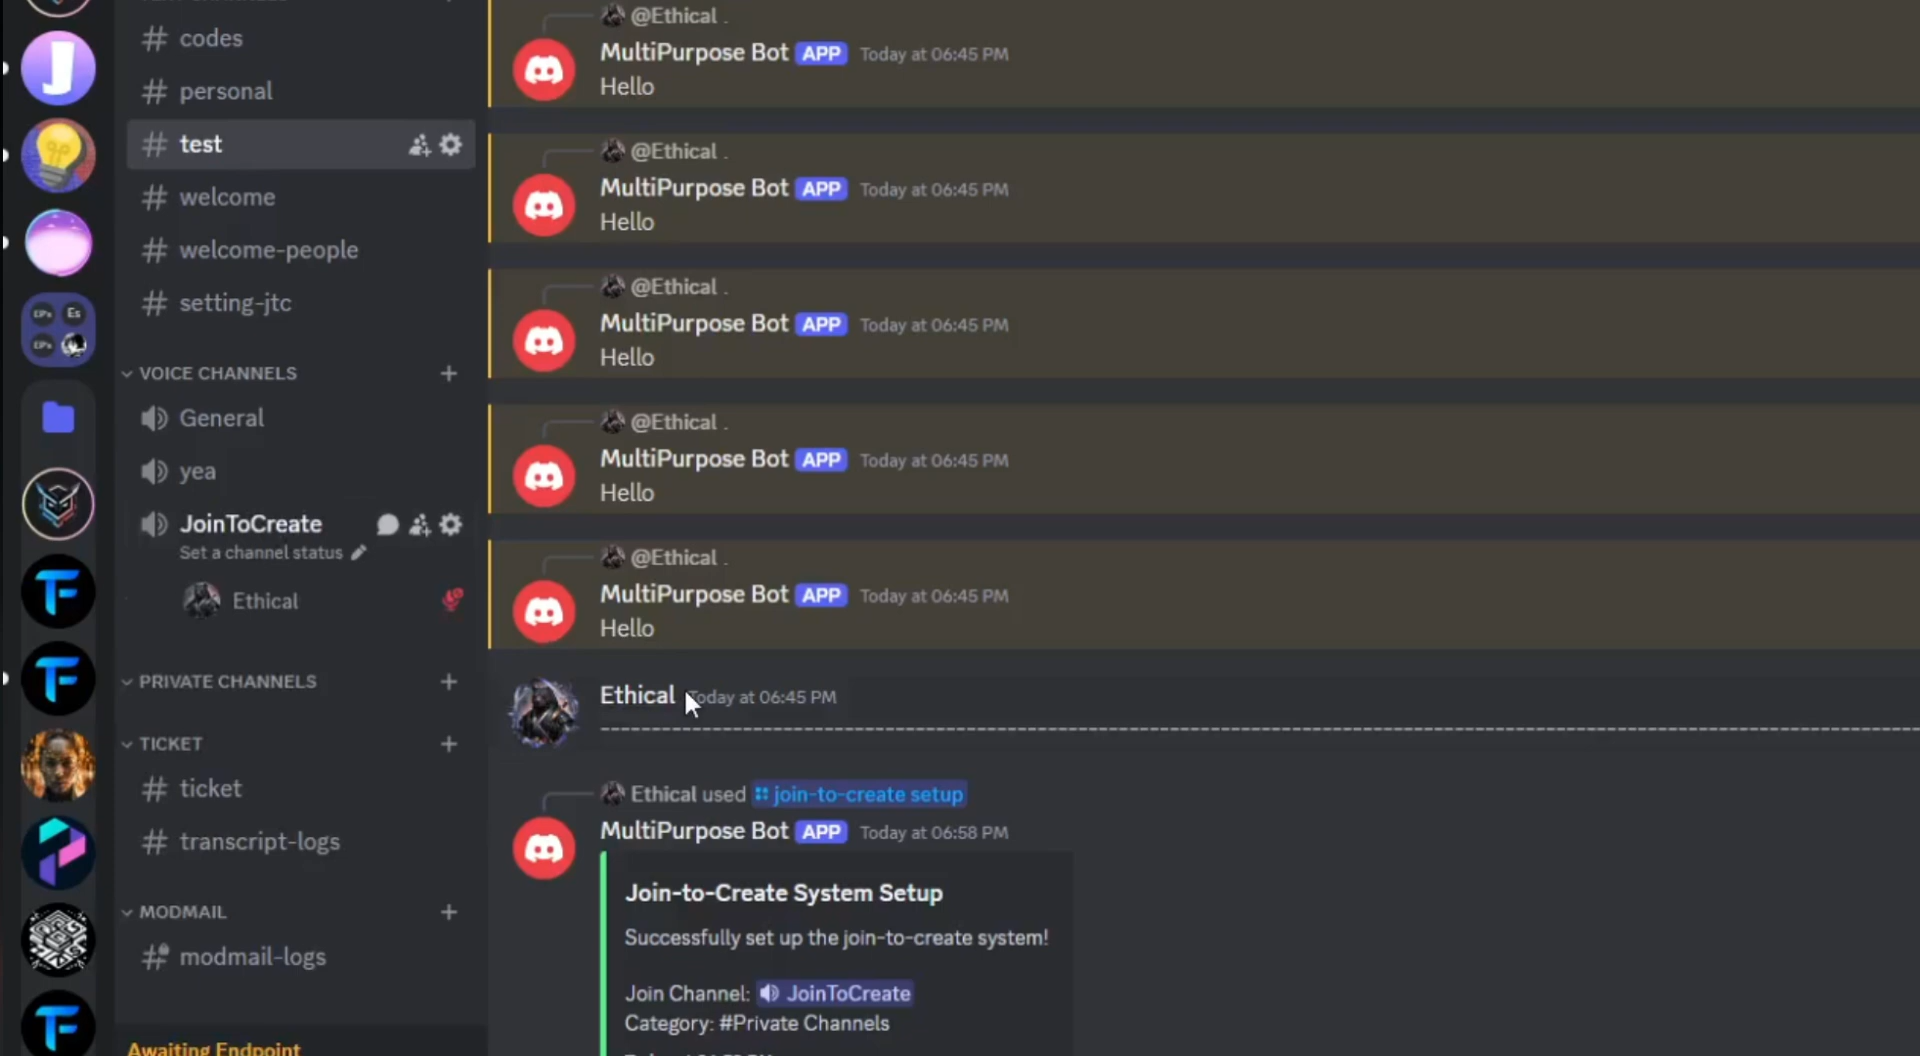 codes
personal
test
welcome
welcome-people
setting-jtc
VOICE CHANNELS
General
yea
JoinToCreate
Set a channel status
Ethical
PRIVATE CHANNELS
TICKET
ticket
transcript-logs
MODMAIL
modmail-logs
Awaiting Endpoint
@Ethical .
MultiPurpose Bot APP Today at 06:45 PM
Hello
@Ethical .
MultiPurpose Bot APP Today at 06:45 PM
Hello
@Ethical .
MultiPurpose Bot APP Today at 06:45 PM
Hello
@Ethical .
MultiPurpose Bot APP Today at 06:45 PM
Hello
@Ethical .
MultiPurpose Bot APP Today at 06:45 PM
Hello
Ethical Today at 06:45 PM
Ethical used join-to-create setup
MultiPurpose Bot APP Today at 06:58 PM
Join-to-Create System Setup
Successfully set up the join-to-create system!
Join Channel: JoinToCreate
Category: #Private Channels